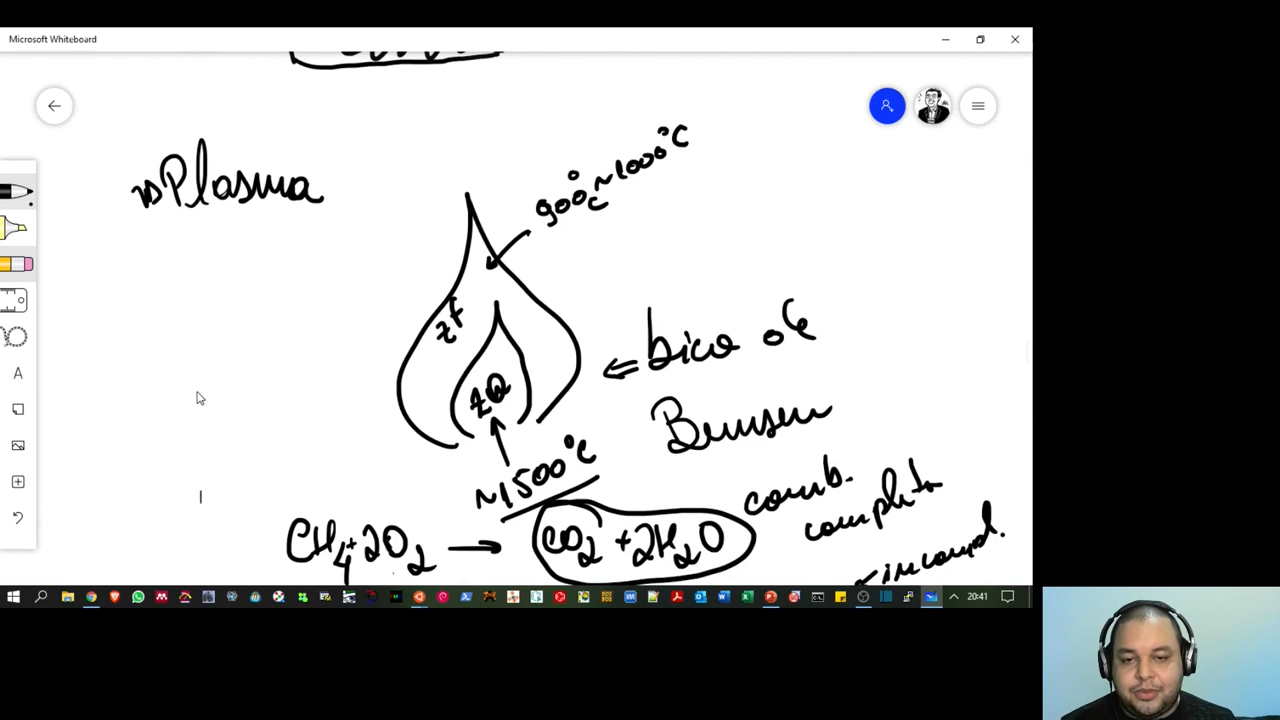 Microsoft Whiteboard
Plasma
900°C ~ 1000°C
zf
zQ
bico de
Bunsen
~1500°C
CH4 + 2O2 → CO2 + 2H2O
comb.
completa
incompl.
A
20:41